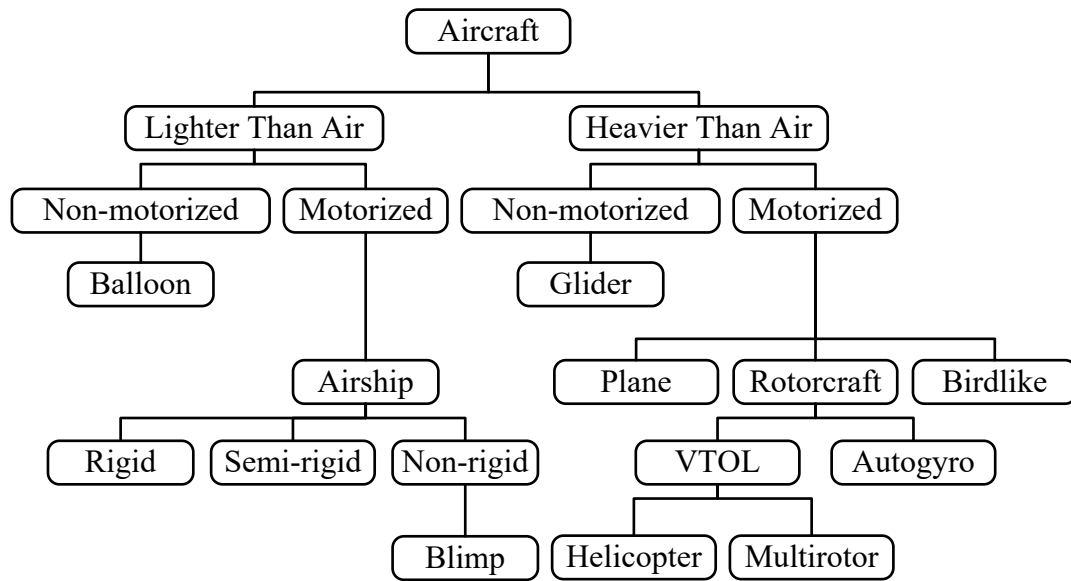 Aircraft
Lighter Than Air
Heavier Than Air
Non-motorized
Motorized
Non-motorized
Motorized
Balloon
Glider
Airship
Plane
Rotorcraft
Birdlike
Rigid
Semi-rigid
Non-rigid
VTOL
Autogyro
Blimp
Helicopter
Multirotor